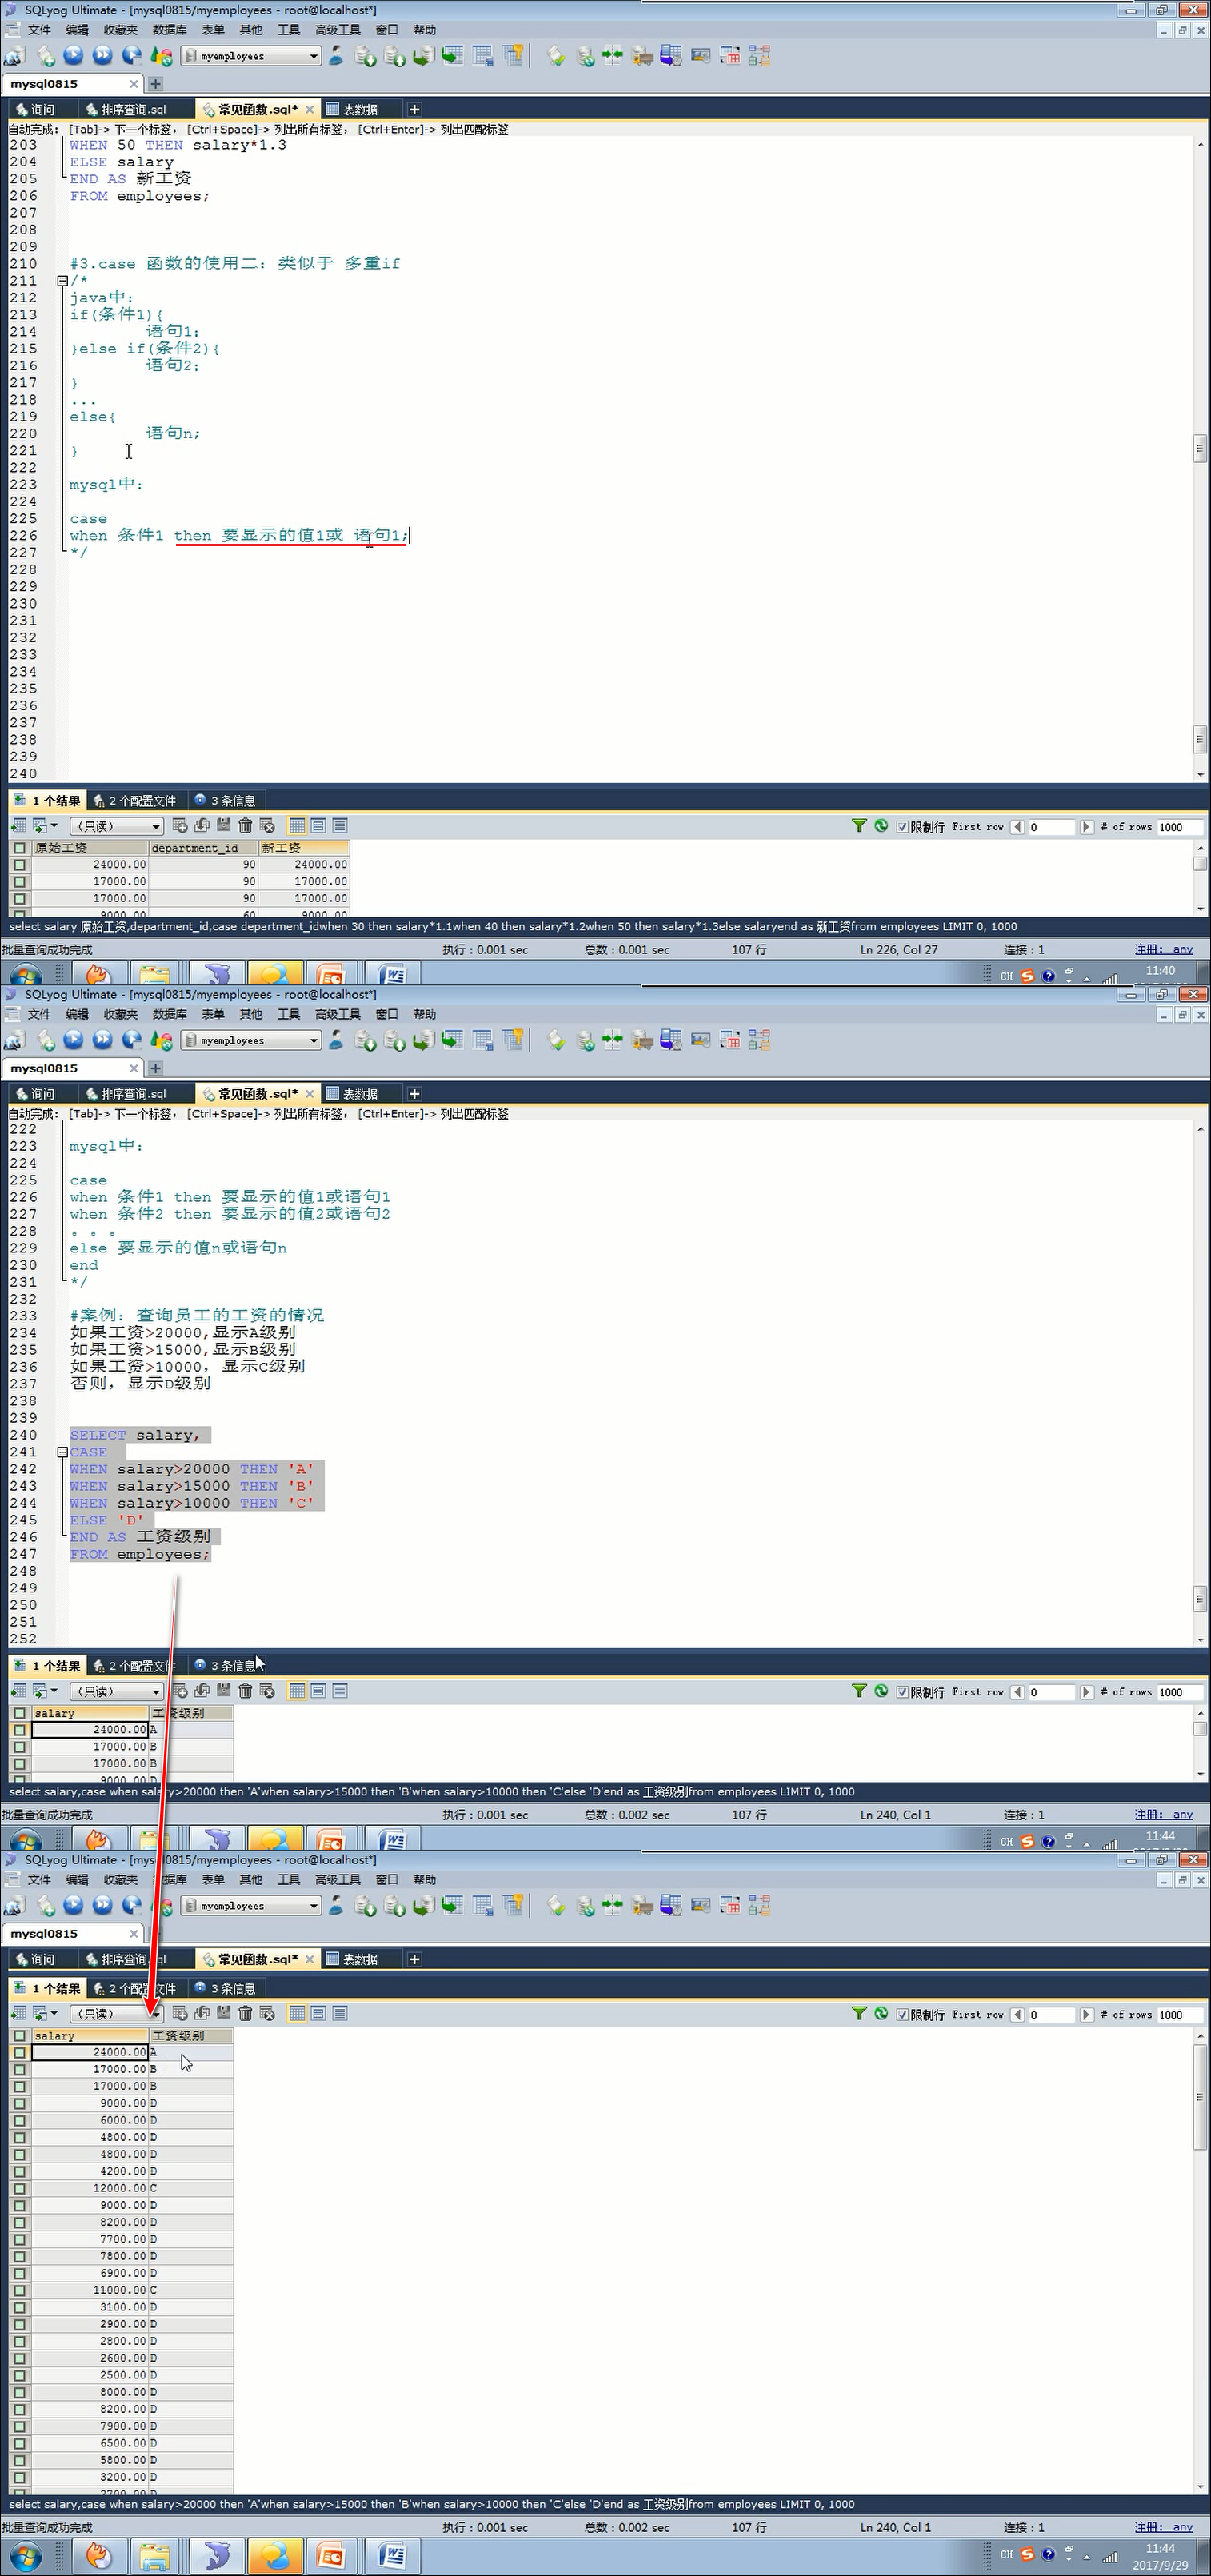 SQLyog Ultimate - [mysql0815/myemployees - root@localhost*]
文件 编辑 收藏夹 数据库 表单 其他 工具 高级工具 窗口 帮助
myemployees
mysql0815
询问 排序查询.sql 常见函数.sql* 表数据
自动完成: [Tab]-> 下一个标签, [Ctrl+Space]-> 列出所有标签, [Ctrl+Enter]-> 列出匹配标签
203 WHEN 50 THEN salary*1.3
204 ELSE salary
205 END AS 新工资
206 FROM employees;
207
208
209
210 #3.case 函数的使用二: 类似于 多重if
211 /*
212 java中:
213 if(条件1){
214 语句1;
215 }else if(条件2){
216 语句2;
217 }
218 ...
219 else{
220 语句n;
221 }
222
223 mysql中:
224
225 case
226 when 条件1 then 要显示的值1或 语句1;
227 */
228
229
230
231
232
233
234
235
236
237
238
239
240
1 个结果 2 个配置文件 3 条信息
(只读) 限制行 First row 0 # of rows 1000
原始工资 department_id 新工资
24000.00 90 24000.00
17000.00 90 17000.00
17000.00 90 17000.00
9000.00 60 9000.00
select salary 原始工资,department_id,case department_idwhen 30 then salary*1.1when 40 then salary*1.2when 50 then salary*1.3else salaryend as 新工资from employees LIMIT 0, 1000
批量查询成功完成 执行 : 0.001 sec 总数 : 0.001 sec 107 行 Ln 226, Col 27 连接 : 1 注册: any
CH 11:40
SQLyog Ultimate - [mysql0815/myemployees - root@localhost*]
文件 编辑 收藏夹 数据库 表单 其他 工具 高级工具 窗口 帮助
myemployees
mysql0815
询问 排序查询.sql 常见函数.sql* 表数据
自动完成: [Tab]-> 下一个标签, [Ctrl+Space]-> 列出所有标签, [Ctrl+Enter]-> 列出匹配标签
222
223 mysql中:
224
225 case
226 when 条件1 then 要显示的值1或语句1
227 when 条件2 then 要显示的值2或语句2
228 。。。
229 else 要显示的值n或语句n
230 end
231 */
232
233 #案例: 查询员工的工资的情况
234 如果工资>20000,显示A级别
235 如果工资>15000,显示B级别
236 如果工资>10000, 显示C级别
237 否则, 显示D级别
238
239
240 SELECT salary,
241 CASE
242 WHEN salary>20000 THEN 'A'
243 WHEN salary>15000 THEN 'B'
244 WHEN salary>10000 THEN 'C'
245 ELSE 'D'
246 END AS 工资级别
247 FROM employees;
248
249
250
251
252
1 个结果 2 个配置文件 3 条信息
(只读) 限制行 First row 0 # of rows 1000
salary 工资级别
24000.00 A
17000.00 B
17000.00 B
9000.00 D
select salary,case when salary>20000 then 'A'when salary>15000 then 'B'when salary>10000 then 'C'else 'D'end as 工资级别from employees LIMIT 0, 1000
批量查询成功完成 执行 : 0.001 sec 总数 : 0.002 sec 107 行 Ln 240, Col 1 连接 : 1 注册: any
CH 11:44
SQLyog Ultimate - [mysql0815/myemployees - root@localhost*]
文件 编辑 收藏夹 数据库 表单 其他 工具 高级工具 窗口 帮助
myemployees
mysql0815
询问 排序查询.sql 常见函数.sql* 表数据
1 个结果 2 个配置文件 3 条信息
(只读) 限制行 First row 0 # of rows 1000
salary 工资级别
24000.00 A
17000.00 B
17000.00 B
9000.00 D
6000.00 D
4800.00 D
4800.00 D
4200.00 D
12000.00 C
9000.00 D
8200.00 D
7700.00 D
7800.00 D
6900.00 D
11000.00 C
3100.00 D
2900.00 D
2800.00 D
2600.00 D
2500.00 D
8000.00 D
8200.00 D
7900.00 D
6500.00 D
5800.00 D
3200.00 D
2700.00 D
select salary,case when salary>20000 then 'A'when salary>15000 then 'B'when salary>10000 then 'C'else 'D'end as 工资级别from employees LIMIT 0, 1000
批量查询成功完成 执行 : 0.001 sec 总数 : 0.002 sec 107 行 Ln 240, Col 1 连接 : 1 注册: any
CH 11:44
2017/9/29